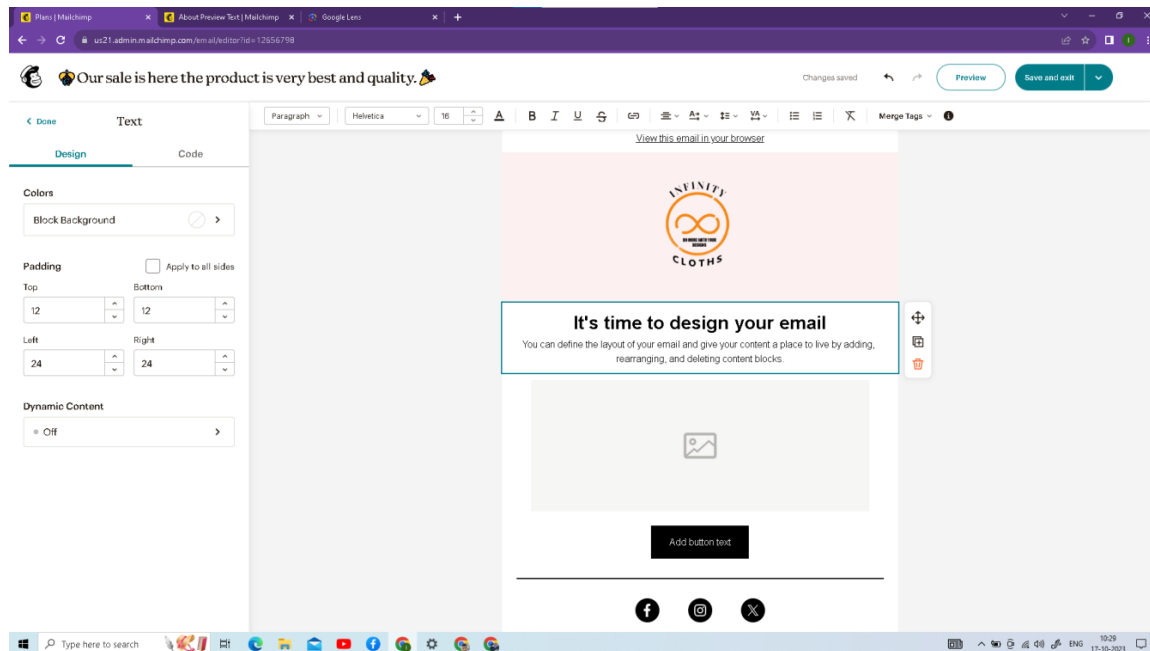 Plans | Mailchimp
About Preview Text | Mailchimp
Google Lens
us21.admin.mailchimp.com/email/editor?id=12656798
Our sale is here the product is very best and quality.
Changes saved
Preview
Save and exit
Done
Text
Paragraph
Helvetica
16
A
B
I
U
S
Merge Tags
Design
Code
View this email in your browser
Colors
Block Background
INFINITY
DO MORE WITH YOUR
DESIGNS
CLOTHS
Padding
Apply to all sides
Top
Bottom
12
12
Left
Right
24
24
It's time to design your email
You can define the layout of your email and give your content a place to live by adding,
rearranging, and deleting content blocks.
Dynamic Content
Off
Add button text
Type here to search
ENG
10:29
17-10-2023